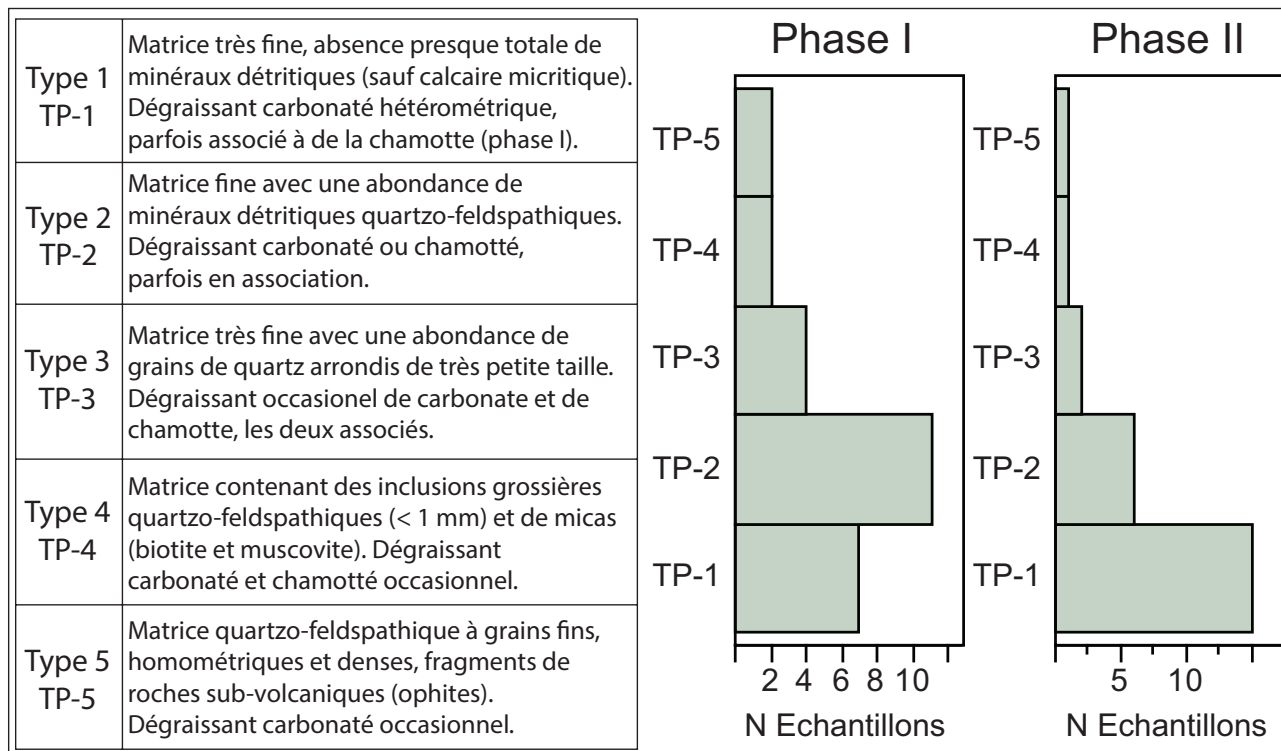 Type 1
TP-1
Matrice très fine, absence presque totale de
minéraux détritiques (sauf calcaire micritique).
Dégraissant carbonaté hétérométrique,
parfois associé à de la chamotte (phase I).
Type 2
TP-2
Matrice fine avec une abondance de
minéraux détritiques quartzo-feldspathiques.
Dégraissant carbonaté ou chamotté,
parfois en association.
Type 3
TP-3
Matrice très fine avec une abondance de
grains de quartz arrondis de très petite taille.
Dégraissant occasionel de carbonate et de
chamotte, les deux associés.
Type 4
TP-4
Matrice contenant des inclusions grossières
quartzo-feldspathiques (< 1 mm) et de micas
(biotite et muscovite). Dégraissant
carbonaté et chamotté occasionnel.
Type 5
TP-5
Matrice quartzo-feldspathique à grains fins,
homométriques et denses, fragments de
roches sub-volcaniques (ophites).
Dégraissant carbonaté occasionnel.
Phase I
TP-5
TP-4
TP-3
TP-2
TP-1
2 4 6 8 10
N Echantillons
Phase II
TP-5
TP-4
TP-3
TP-2
TP-1
5 10
N Echantillons